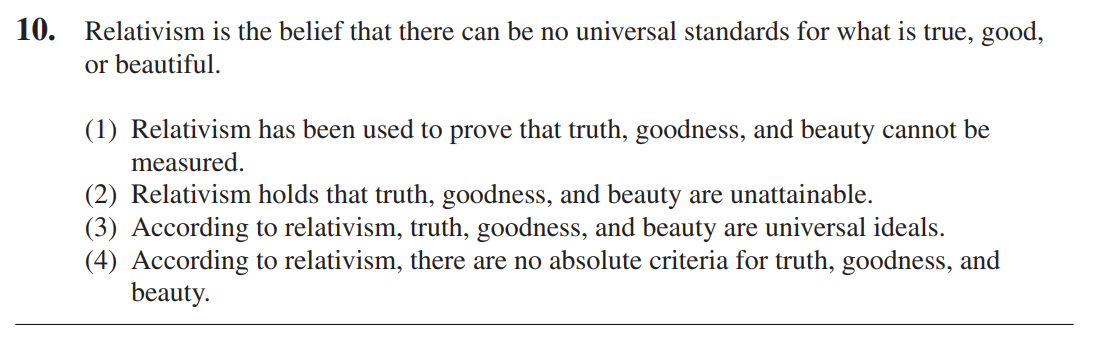 10. Relativism is the belief that there can be no universal standards for what is true, good,
or beautiful.
(1) Relativism has been used to prove that truth, goodness, and beauty cannot be
measured.
(2) Relativism holds that truth, goodness, and beauty are unattainable.
(3) According to relativism, truth, goodness, and beauty are universal ideals.
(4) According to relativism, there are no absolute criteria for truth, goodness, and
beauty.